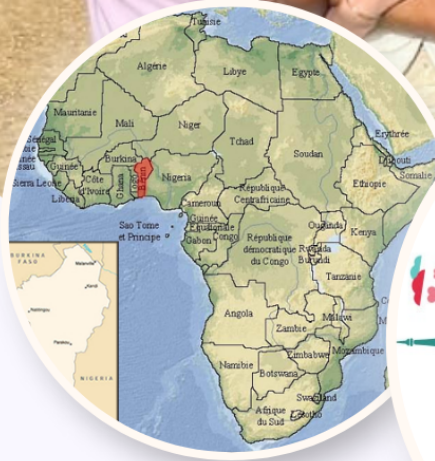 Tunisie
Algérie
Libye
Egypte
Mauritanie
Mali
Niger
Tchad
Soudan
Erythrée
Djibouti
Somalie
Ethiopie
Sénégal
Guinée
Sierra Leone
Liberia
Côte
d'Ivoire
Burkina
Ghana
Togo
Bénin
Nigeria
Cameroun
République
Centrafricaine
Sao Tome
et Principe
Guinée
Equatoriale
Gabon
Congo
République
démocratique
du Congo
Ouganda
Kenya
Rwanda
Burundi
Tanzanie
Angola
Zambie
Malawi
Mozambique
Zimbabwe
Namibie
Botswana
Swaziland
Lesotho
Afrique
du Sud
BURKINA
FASO
NIGERIA